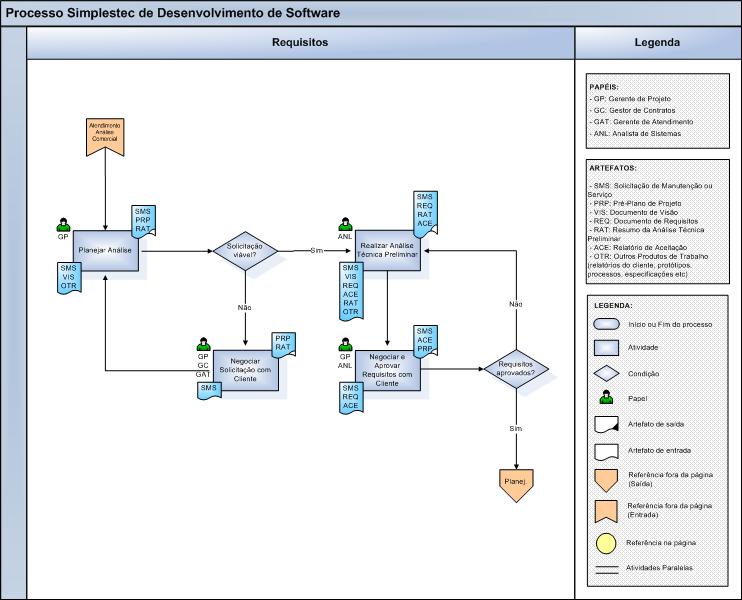 Processo Simplestec de Desenvolvimento de Software
Requisitos
Legenda
Atendimento
Análise
Comercial
GP
SMS
PRP
RAT
Planejar Análise
SMS
VIS
OTR
Solicitação
viável?
Sim
Não
GP
GC
GAT
PRP
RAT
Negociar
Solicitação com
Cliente
SMS
ANL
SMS
REQ
RAT
ACE
Realizar Análise
Técnica Preliminar
SMS
VIS
REQ
ACE
RAT
OTR
GP
ANL
SMS
ACE
PRP
Negociar e
Aprovar
Requisitos com
Cliente
SMS
REQ
ACE
Não
Requisitos
aprovados?
Sim
Planej.
PAPÉIS:
- GP: Gerente de Projeto
- GC: Gestor de Contratos
- GAT: Gerente de Atendimento
- ANL: Analista de Sistemas
ARTEFATOS:
- SMS: Solicitação de Manutenção ou
Serviço
- PRP: Pré-Plano de Projeto
- VIS: Documento de Visão
- REQ: Documento de Requisitos
- RAT: Resumo da Análise Técnica
Preliminar
- ACE: Relatório de Aceitação
- OTR: Outros Produtos de Trabalho
(relatórios do cliente, protótipos,
processos, especificações etc)
LEGENDA:
Início ou Fim do processo
Atividade
Condição
Papel
Artefato de saída
Artefato de entrada
Referência fora da página
(Saída)
Referência fora da página
(Entrada)
Referência na página
Atividades Paralelas